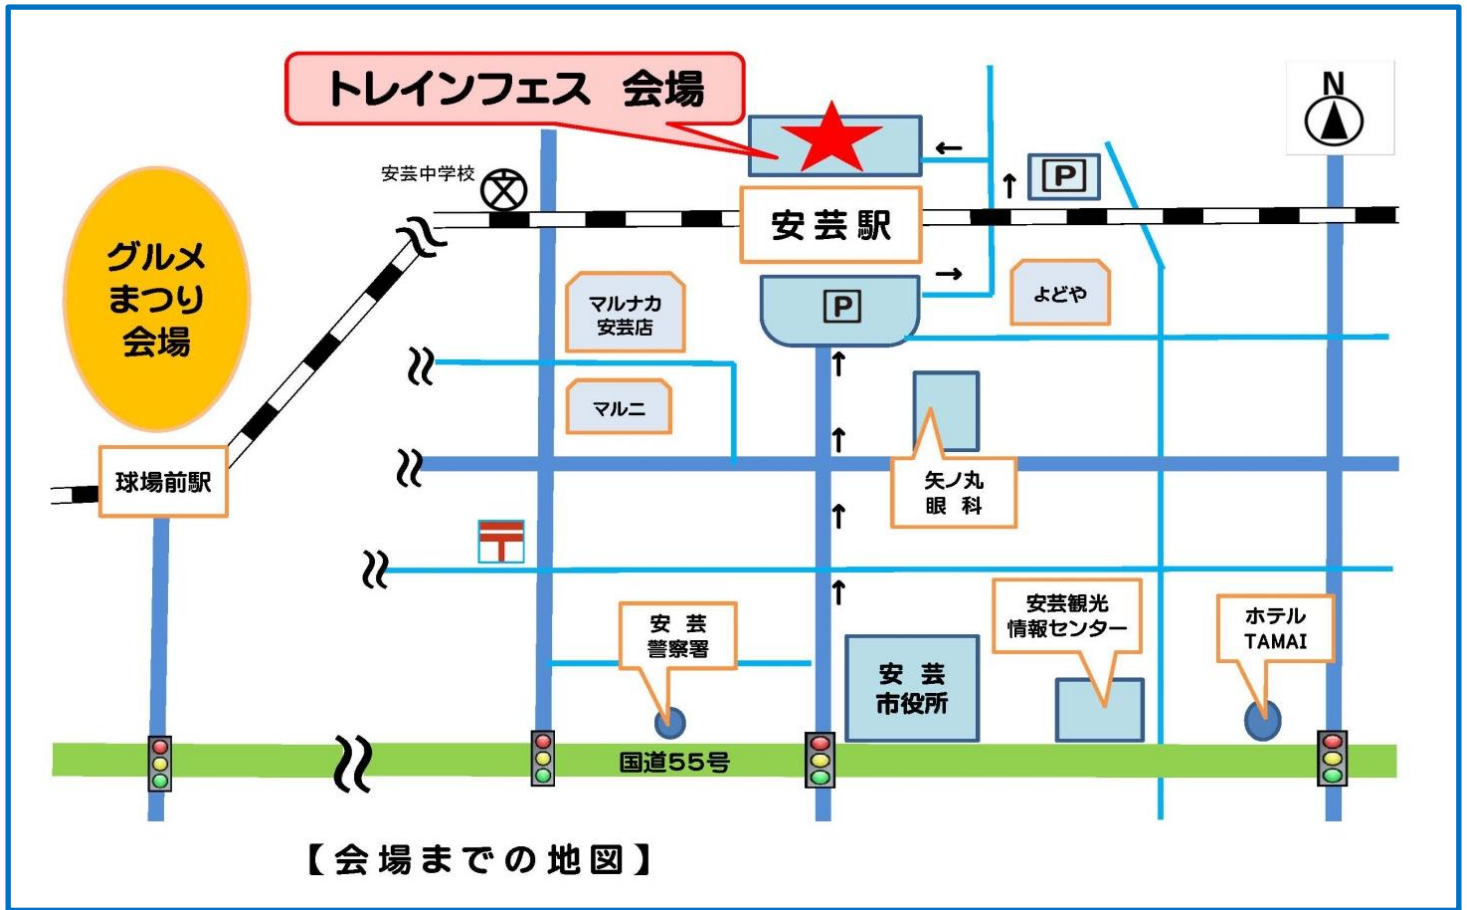 トレインフェス 会場
N
安芸中学校
P
安芸駅
グルメ
まつり
会場
マルナカ
安芸店
P
よどや
マルニ
球場前駅
矢ノ丸
眼 科
安 芸
警察署
安芸観光
情報センター
ホテル
TAMAI
安 芸
市役所
国道55号
【会場までの地図】